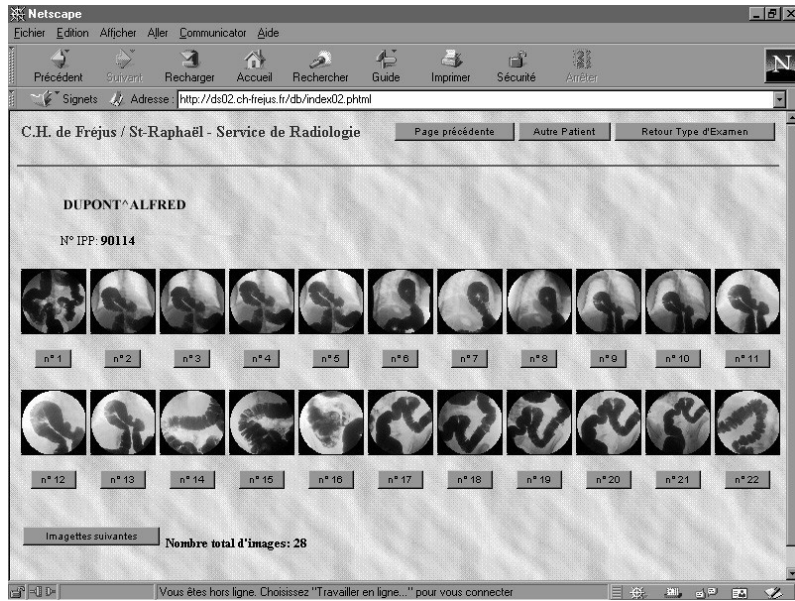 Netscape
Fichier Edition Afficher Aller Communicator Aide
Précédent Suivant Recharger Accueil Rechercher Guide Imprimer Sécurité Arrêter
N
Signets Adresse : http://ds02.ch-frejus.fr/db/index02.phtml
C.H. de Fréjus / St-Raphaël - Service de Radiologie Page précédente Autre Patient Retour Type d'Examen
DUPONT^ALFRED
N° IPP: 90114
n° 1 n° 2 n° 3 n° 4 n° 5 n° 6 n° 7 n° 8 n° 9 n° 10 n° 11
n° 12 n° 13 n° 14 n° 15 n° 16 n° 17 n° 18 n° 19 n° 20 n° 21 n° 22
Imagettes suivantes Nombre total d'images: 28
Vous êtes hors ligne. Choisissez "Travailler en ligne..." pour vous connecter